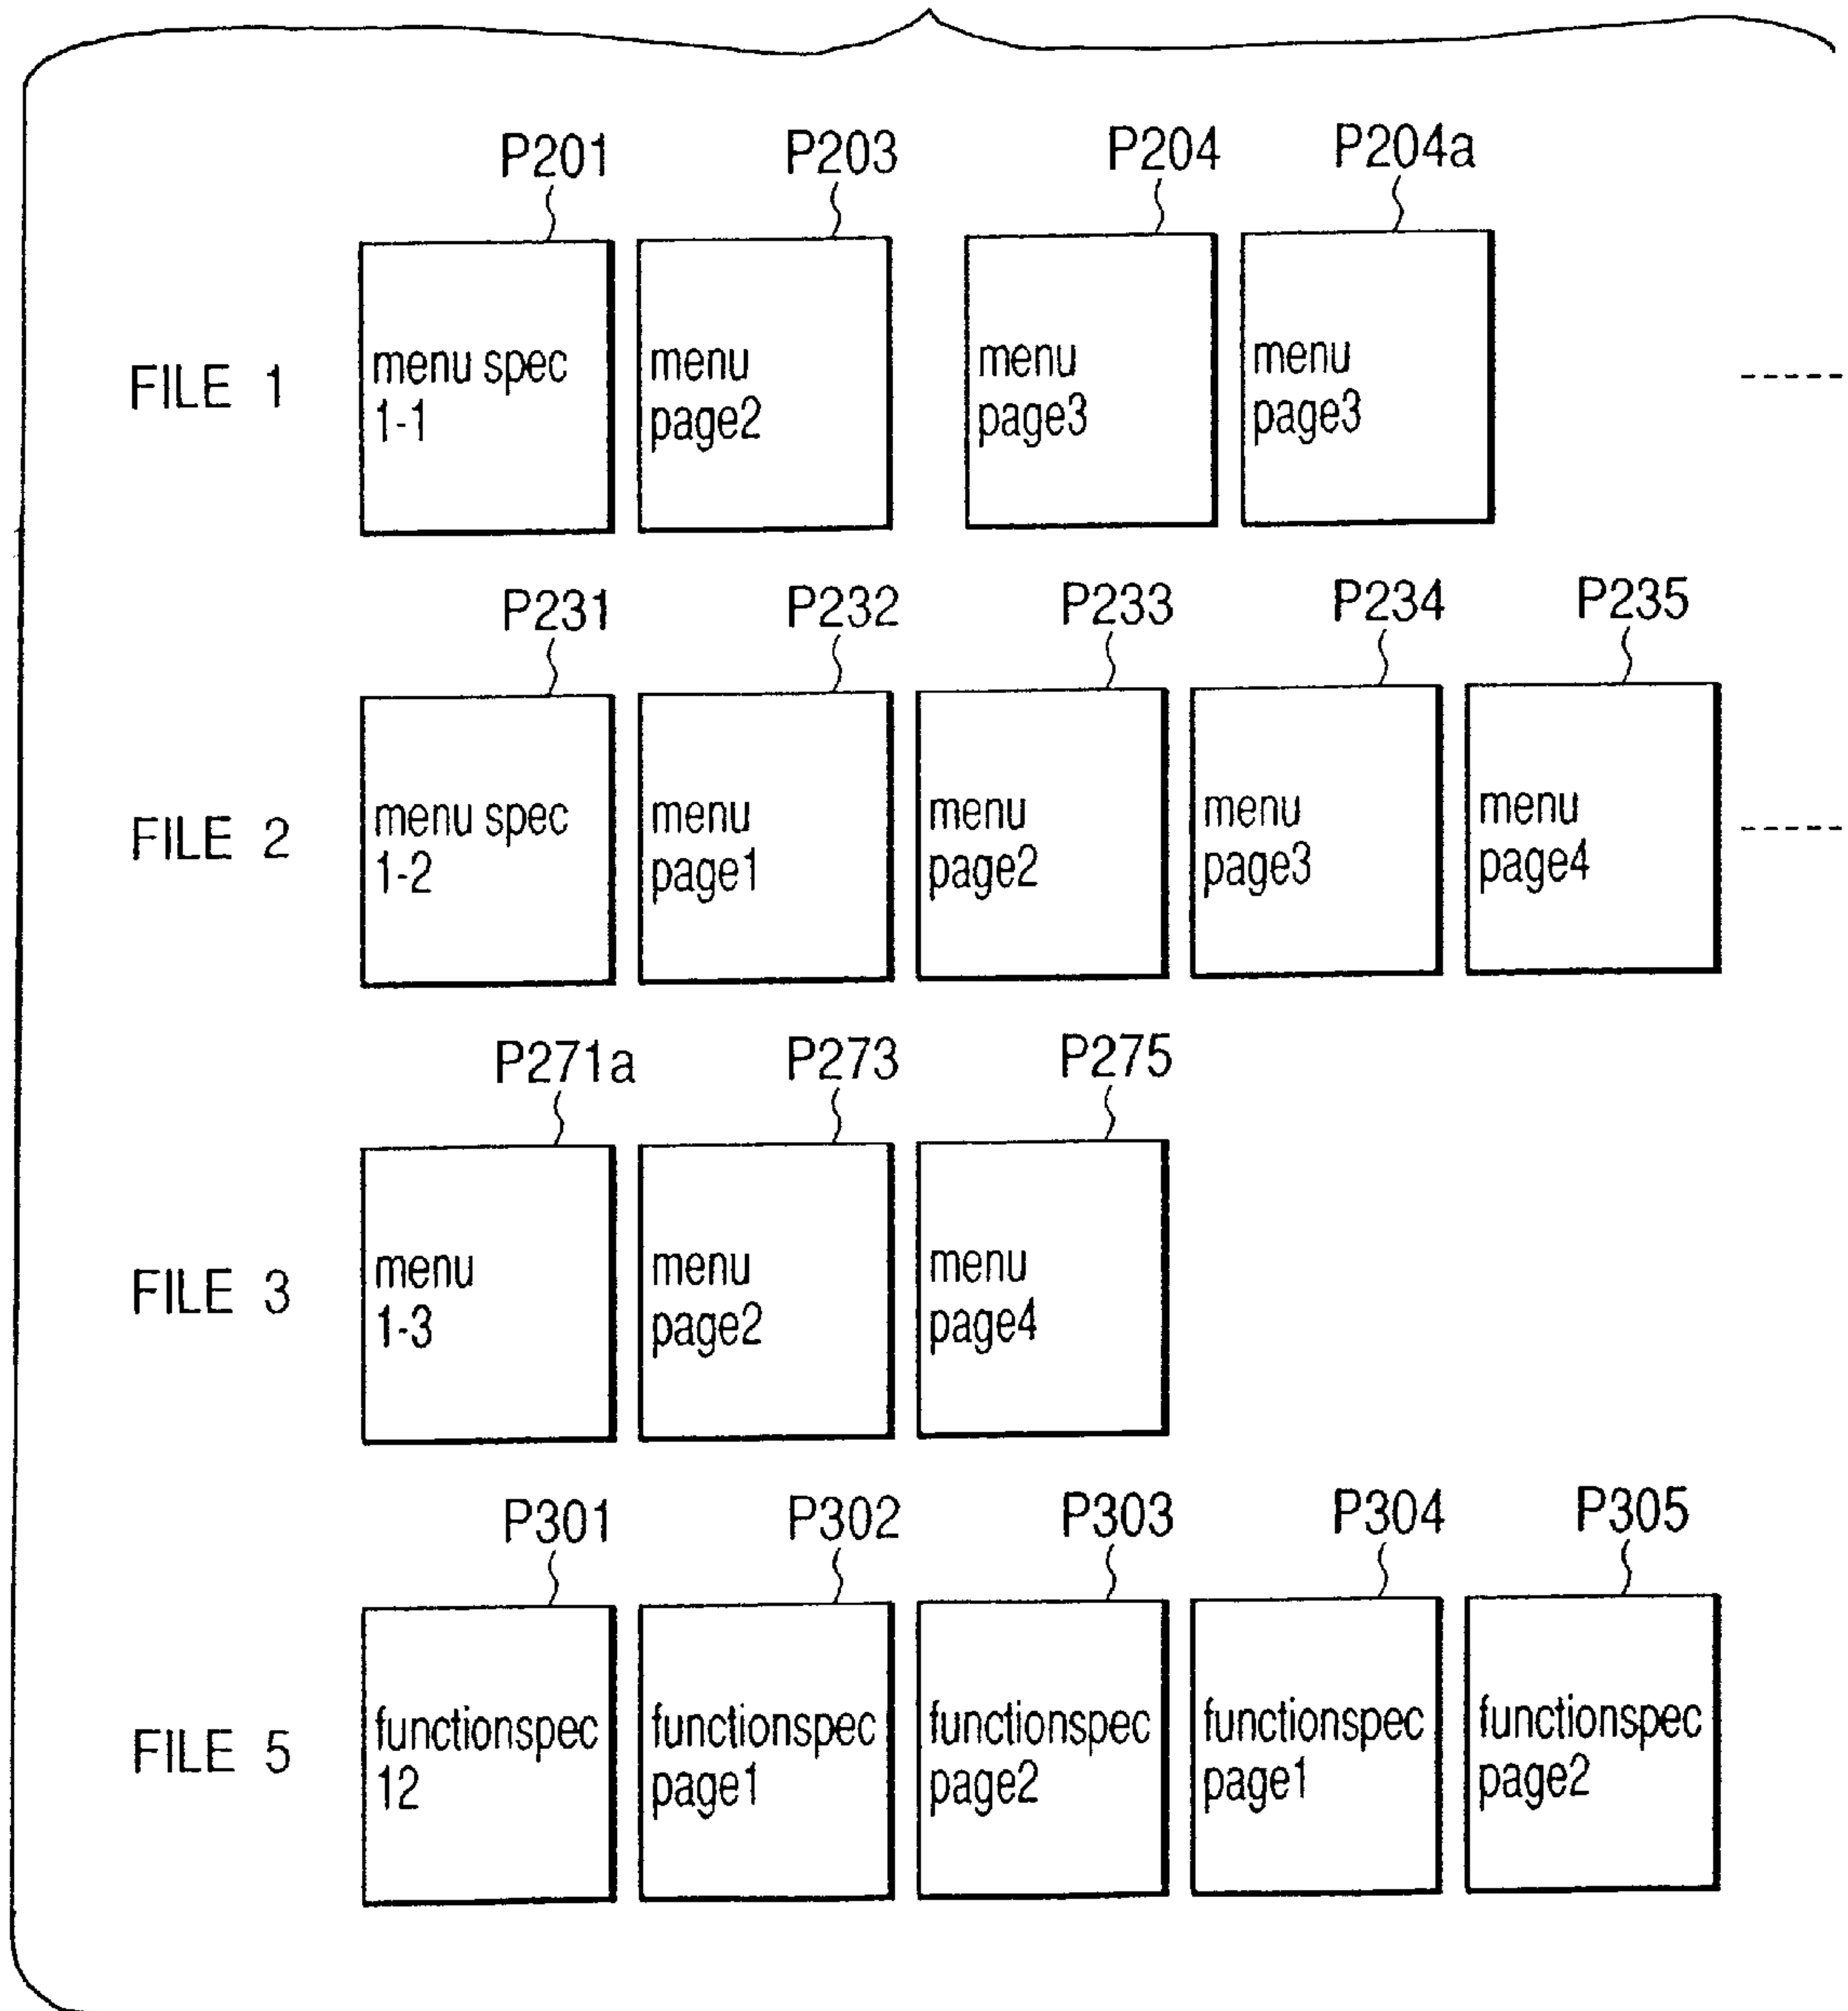 P201 P203 P204 P204a
FILE 1
menu spec
1-1
menu
page2
menu
page3
menu
page3
P231 P232 P233 P234 P235
FILE 2
menu spec
1-2
menu
page1
menu
page2
menu
page3
menu
page4
P271a P273 P275
FILE 3
menu
1-3
menu
page2
menu
page4
P301 P302 P303 P304 P305
FILE 5
functionspec
12
functionspec
page1
functionspec
page2
functionspec
page1
functionspec
page2